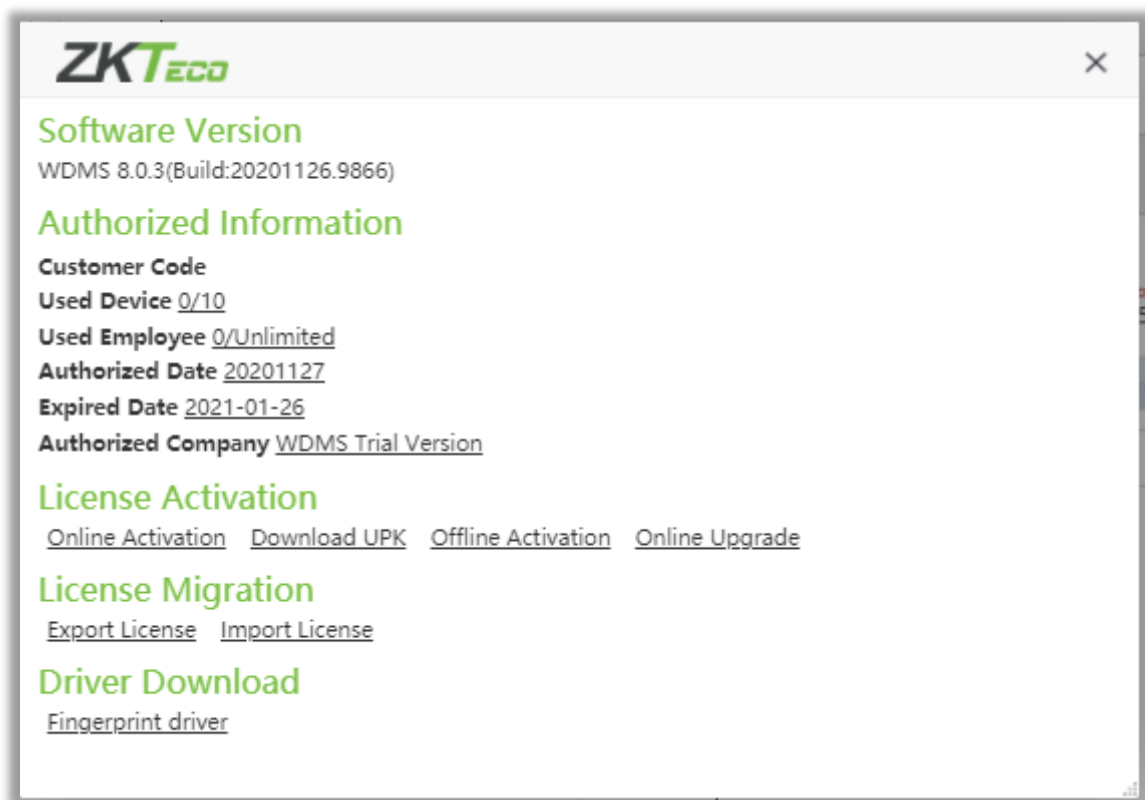 ZKTeco
Software Version
WDMS 8.0.3(Build:20201126.9866)
Authorized Information
Customer Code
Used Device 0/10
Used Employee 0/Unlimited
Authorized Date 20201127
Expired Date 2021-01-26
Authorized Company WDMS Trial Version
License Activation
Online Activation Download UPK Offline Activation Online Upgrade
License Migration
Export License Import License
Driver Download
Fingerprint driver